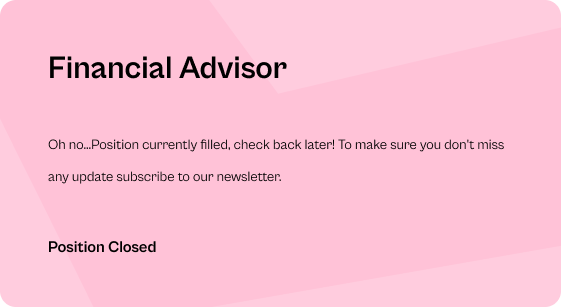 Financial Advisor
Oh no...Position currently filled, check back later! To make sure you don't miss
any update subscribe to our newsletter.
Position Closed